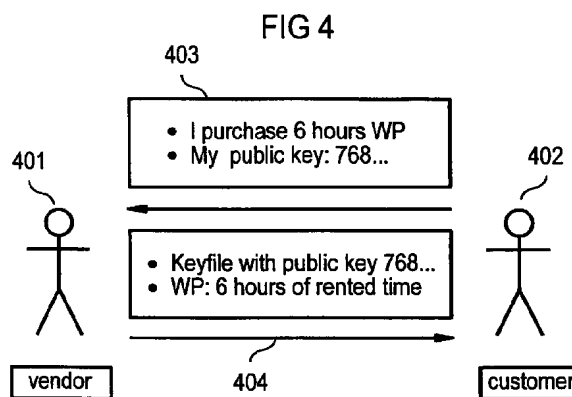 FIG 4
403
• I purchase 6 hours WP
• My public key: 768...
401
402
• Keyfile with public key 768...
• WP: 6 hours of rented time
vendor
404
customer